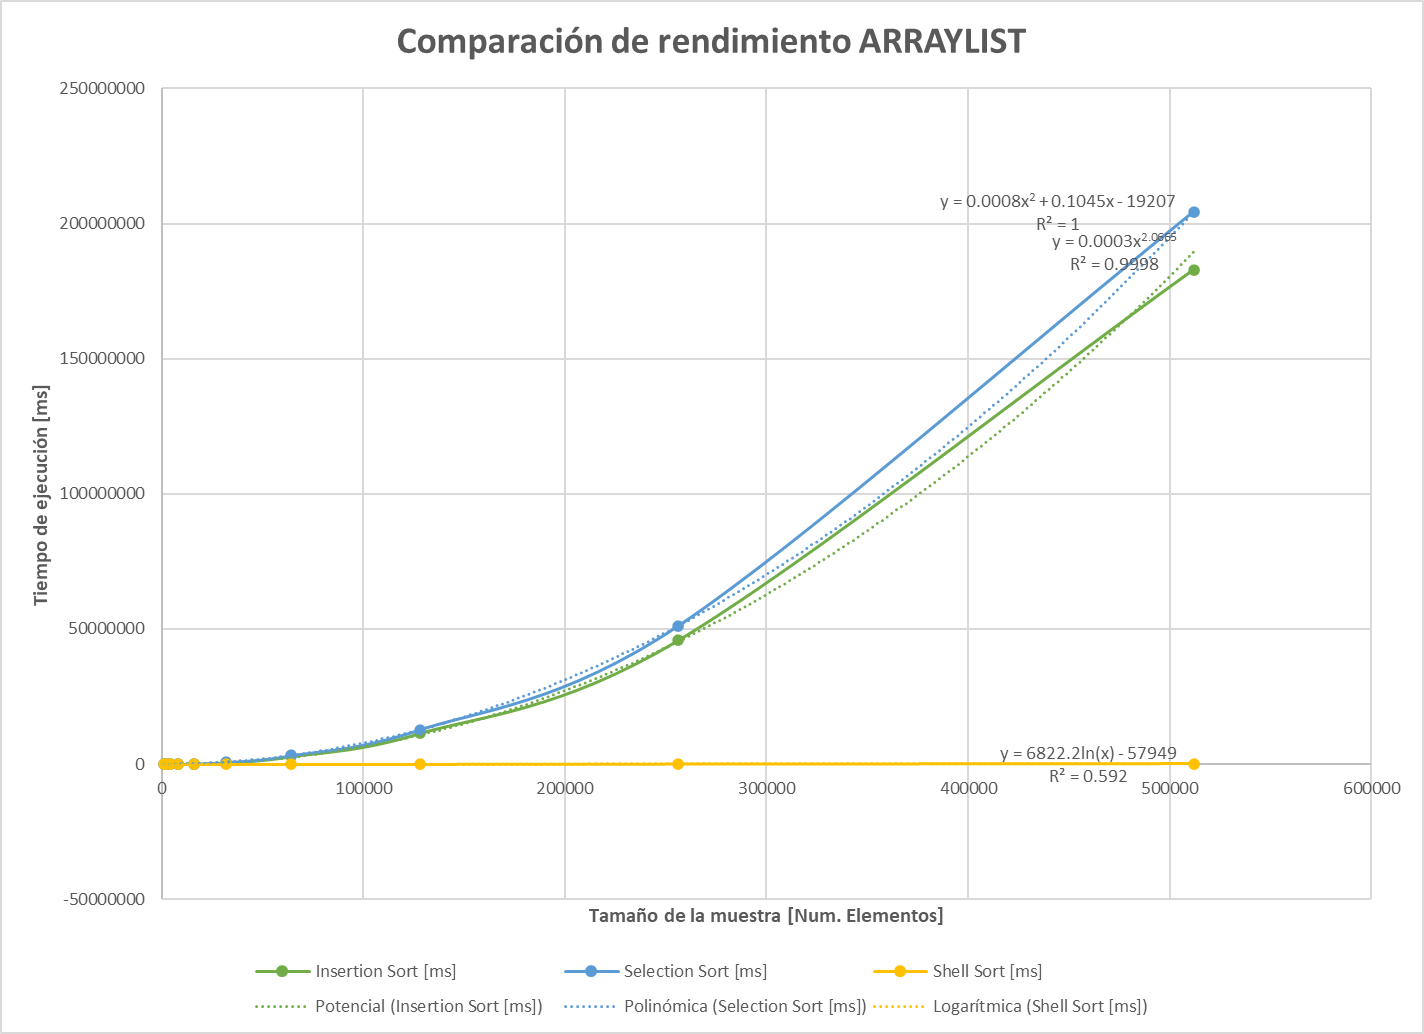 Comparación de rendimiento ARRAYLIST
250000000
200000000
150000000
100000000
50000000
0
-50000000
Tiempo de ejecución [ms]
y = 0.0008x² + 0.1045x - 19207
R² = 1
y = 0.0003x
R² = 0.9998
y = 6822.2ln(x) - 57949
R² = 0.592
0 100000 200000 300000 400000 500000 600000
Tamaño de la muestra [Num. Elementos]
Insertion Sort [ms] Selection Sort [ms] Shell Sort [ms]
Potencial (Insertion Sort [ms]) Polinómica (Selection Sort [ms]) Logarítmica (Shell Sort [ms])